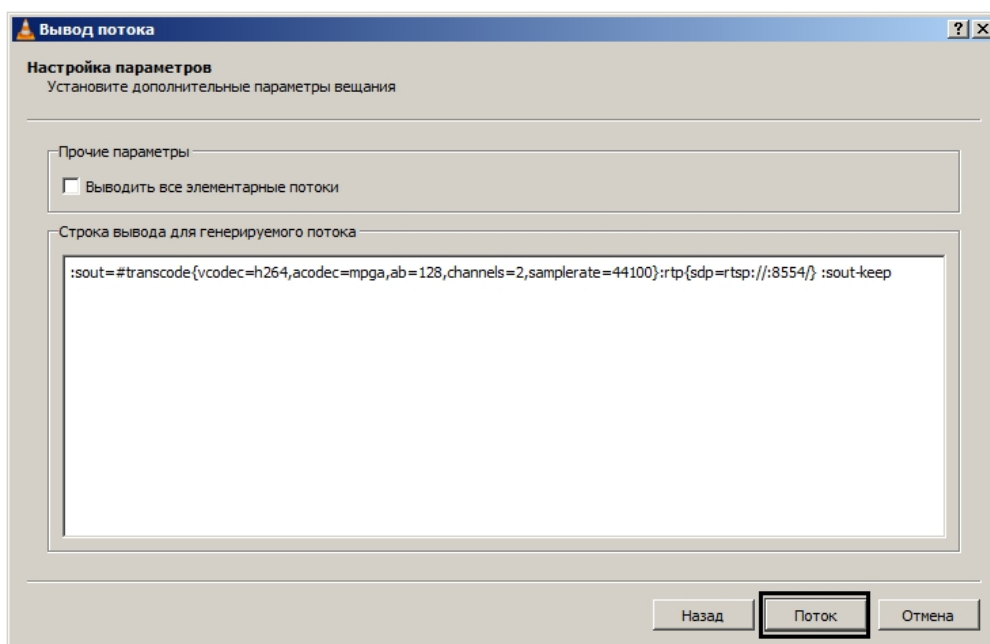 Вывод потока
Настройка параметров
Установите дополнительные параметры вещания
Прочие параметры
Выводить все элементарные потоки
Строка вывода для генерируемого потока
:sout=#transcode{vcodec=h264,acodec=mpga,ab=128,channels=2,samplerate=44100}:rtp{sdp=rtsp://:8554/} :sout-keep
Назад Поток Отмена